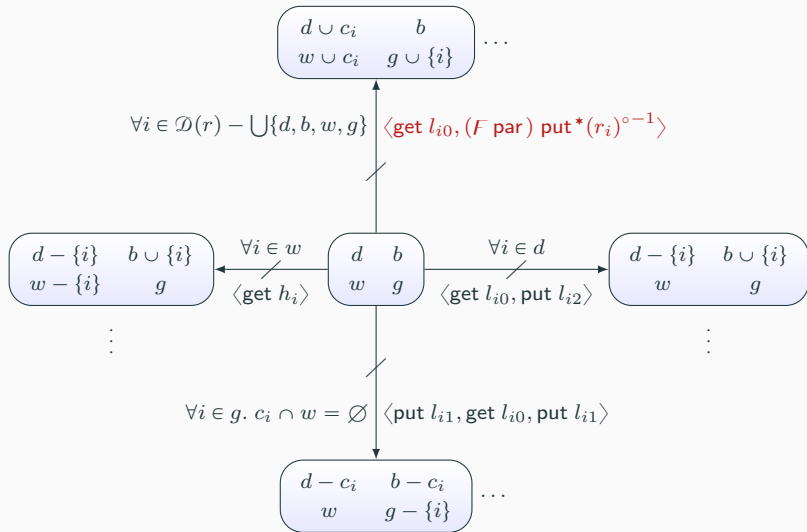 d ∪ c_i b
w ∪ c_i g ∪ {i}
⋯
∀i ∈ 𝒟(r) − ⋃{d, b, w, g} ⟨get l_{i0}, (F par) put*(r_i)^{∘−1}⟩
d − {i} b ∪ {i}
w − {i} g
∀i ∈ w
⟨get h_i⟩
d b
w g
∀i ∈ d
⟨get l_{i0}, put l_{i2}⟩
d − {i} b ∪ {i}
w g
⋮
⋮
∀i ∈ g. c_i ∩ w = ∅ ⟨put l_{i1}, get l_{i0}, put l_{i1}⟩
d − c_i b − c_i
w g − {i}
⋯